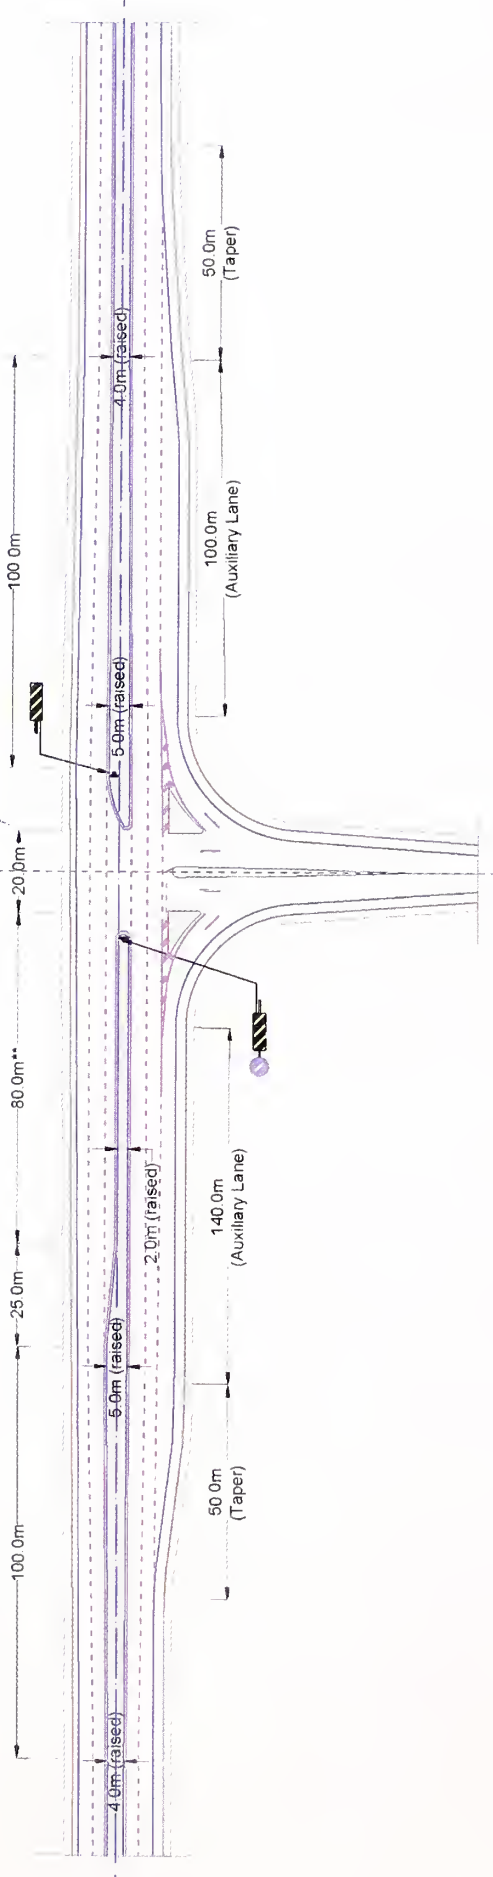 50.0m
(Taper)
4.0m (raised)
100 0m
100.0m
(Auxiliary Lane)
5.0m (raised)
20.0m
80.0m**
140.0m
(Auxiliary Lane)
2.0m (raised)
25.0m
5.0m (raised)
50 0m
(Taper)
100.0m
4.0m (raised)